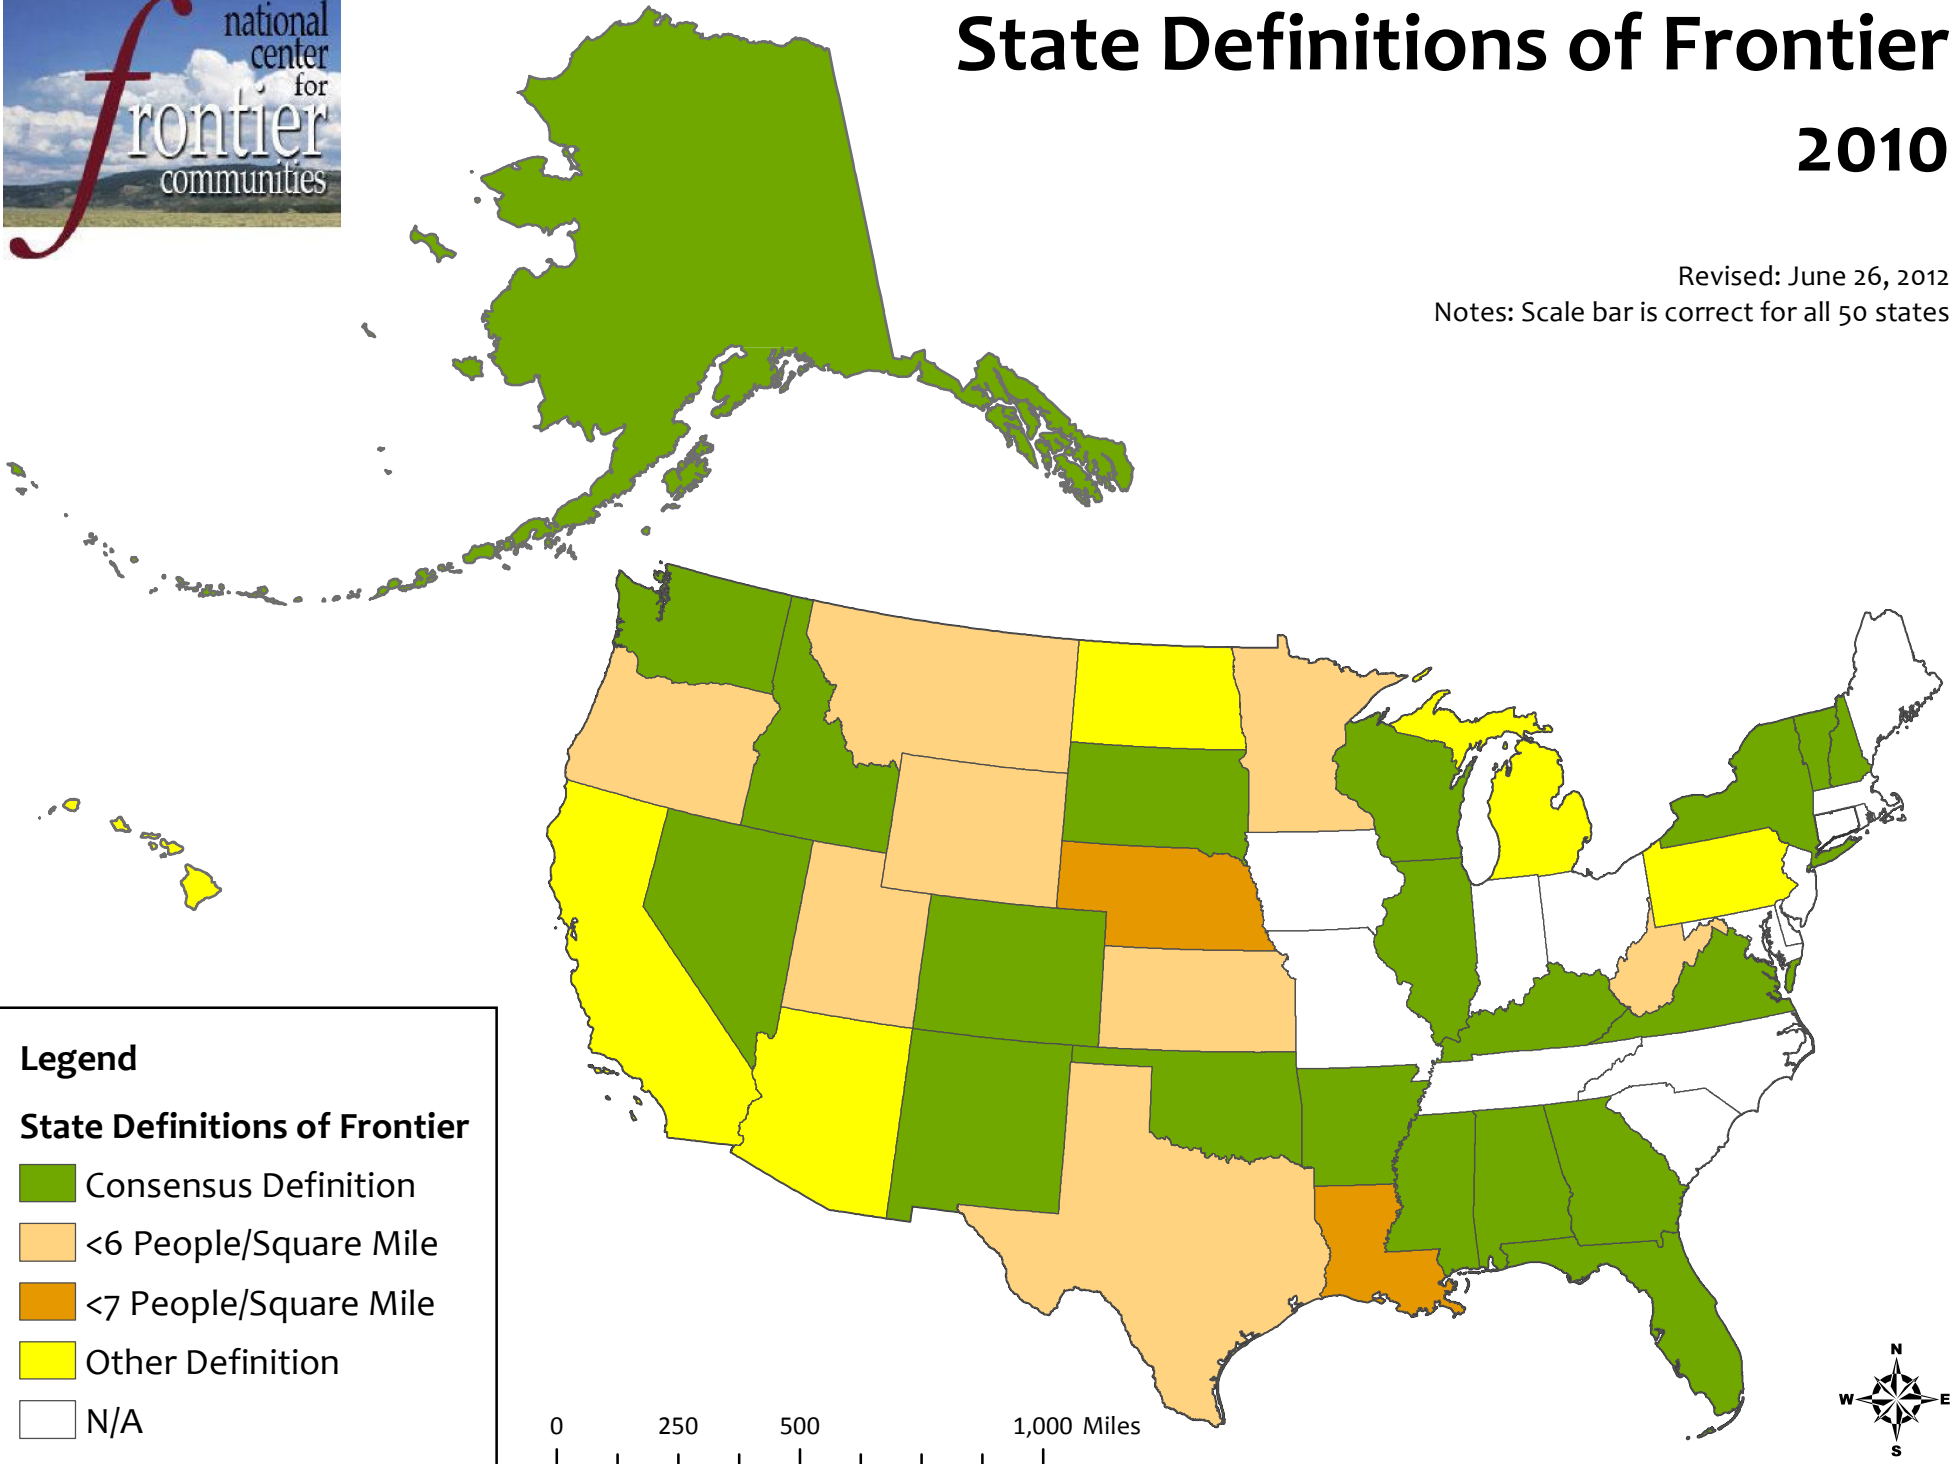 national
center
for
frontier
communities
State Definitions of Frontier
2010
Revised: June 26, 2012
Notes: Scale bar is correct for all 50 states
Legend
State Definitions of Frontier
Consensus Definition
<6 People/Square Mile
<7 People/Square Mile
Other Definition
N/A
0 250 500 1,000 Miles
N
W E
S